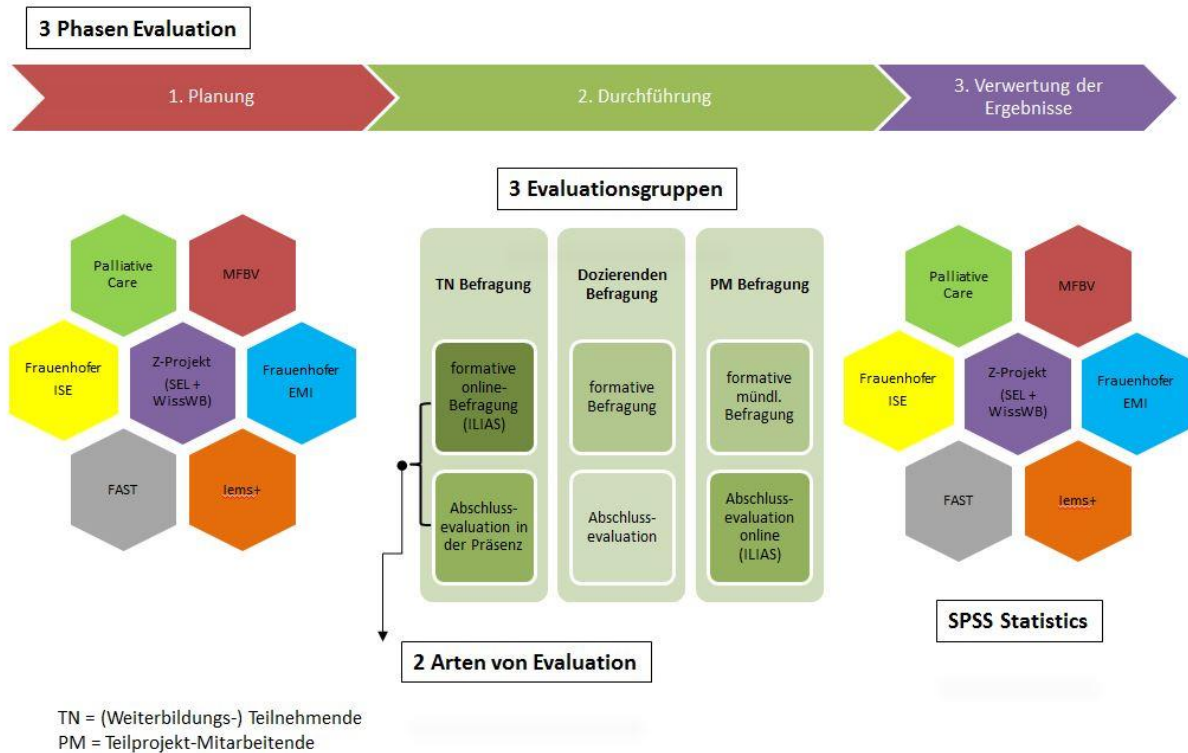 3 Phasen Evaluation
1. Planung
2. Durchführung
3. Verwertung der
Ergebnisse
3 Evaluationsgruppen
Palliative
Care
MFBV
Frauenhofer
ISE
Z-Projekt
(SEL +
WissWB)
Frauenhofer
EMI
FAST
Iems+
TN Befragung
formative
online-
Befragung
(ILIAS)
Abschluss-
evaluation in
der Präsenz
Dozierenden
Befragung
formative
Befragung
Abschluss-
evaluation
PM Befragung
formative
mündl.
Befragung
Abschluss-
evaluation
online
(ILIAS)
Palliative
Care
MFBV
Frauenhofer
ISE
Z-Projekt
(SEL +
WissWB)
Frauenhofer
EMI
FAST
Iems+
SPSS Statistics
2 Arten von Evaluation
TN = (Weiterbildungs-) Teilnehmende
PM = Teilprojekt-Mitarbeitende